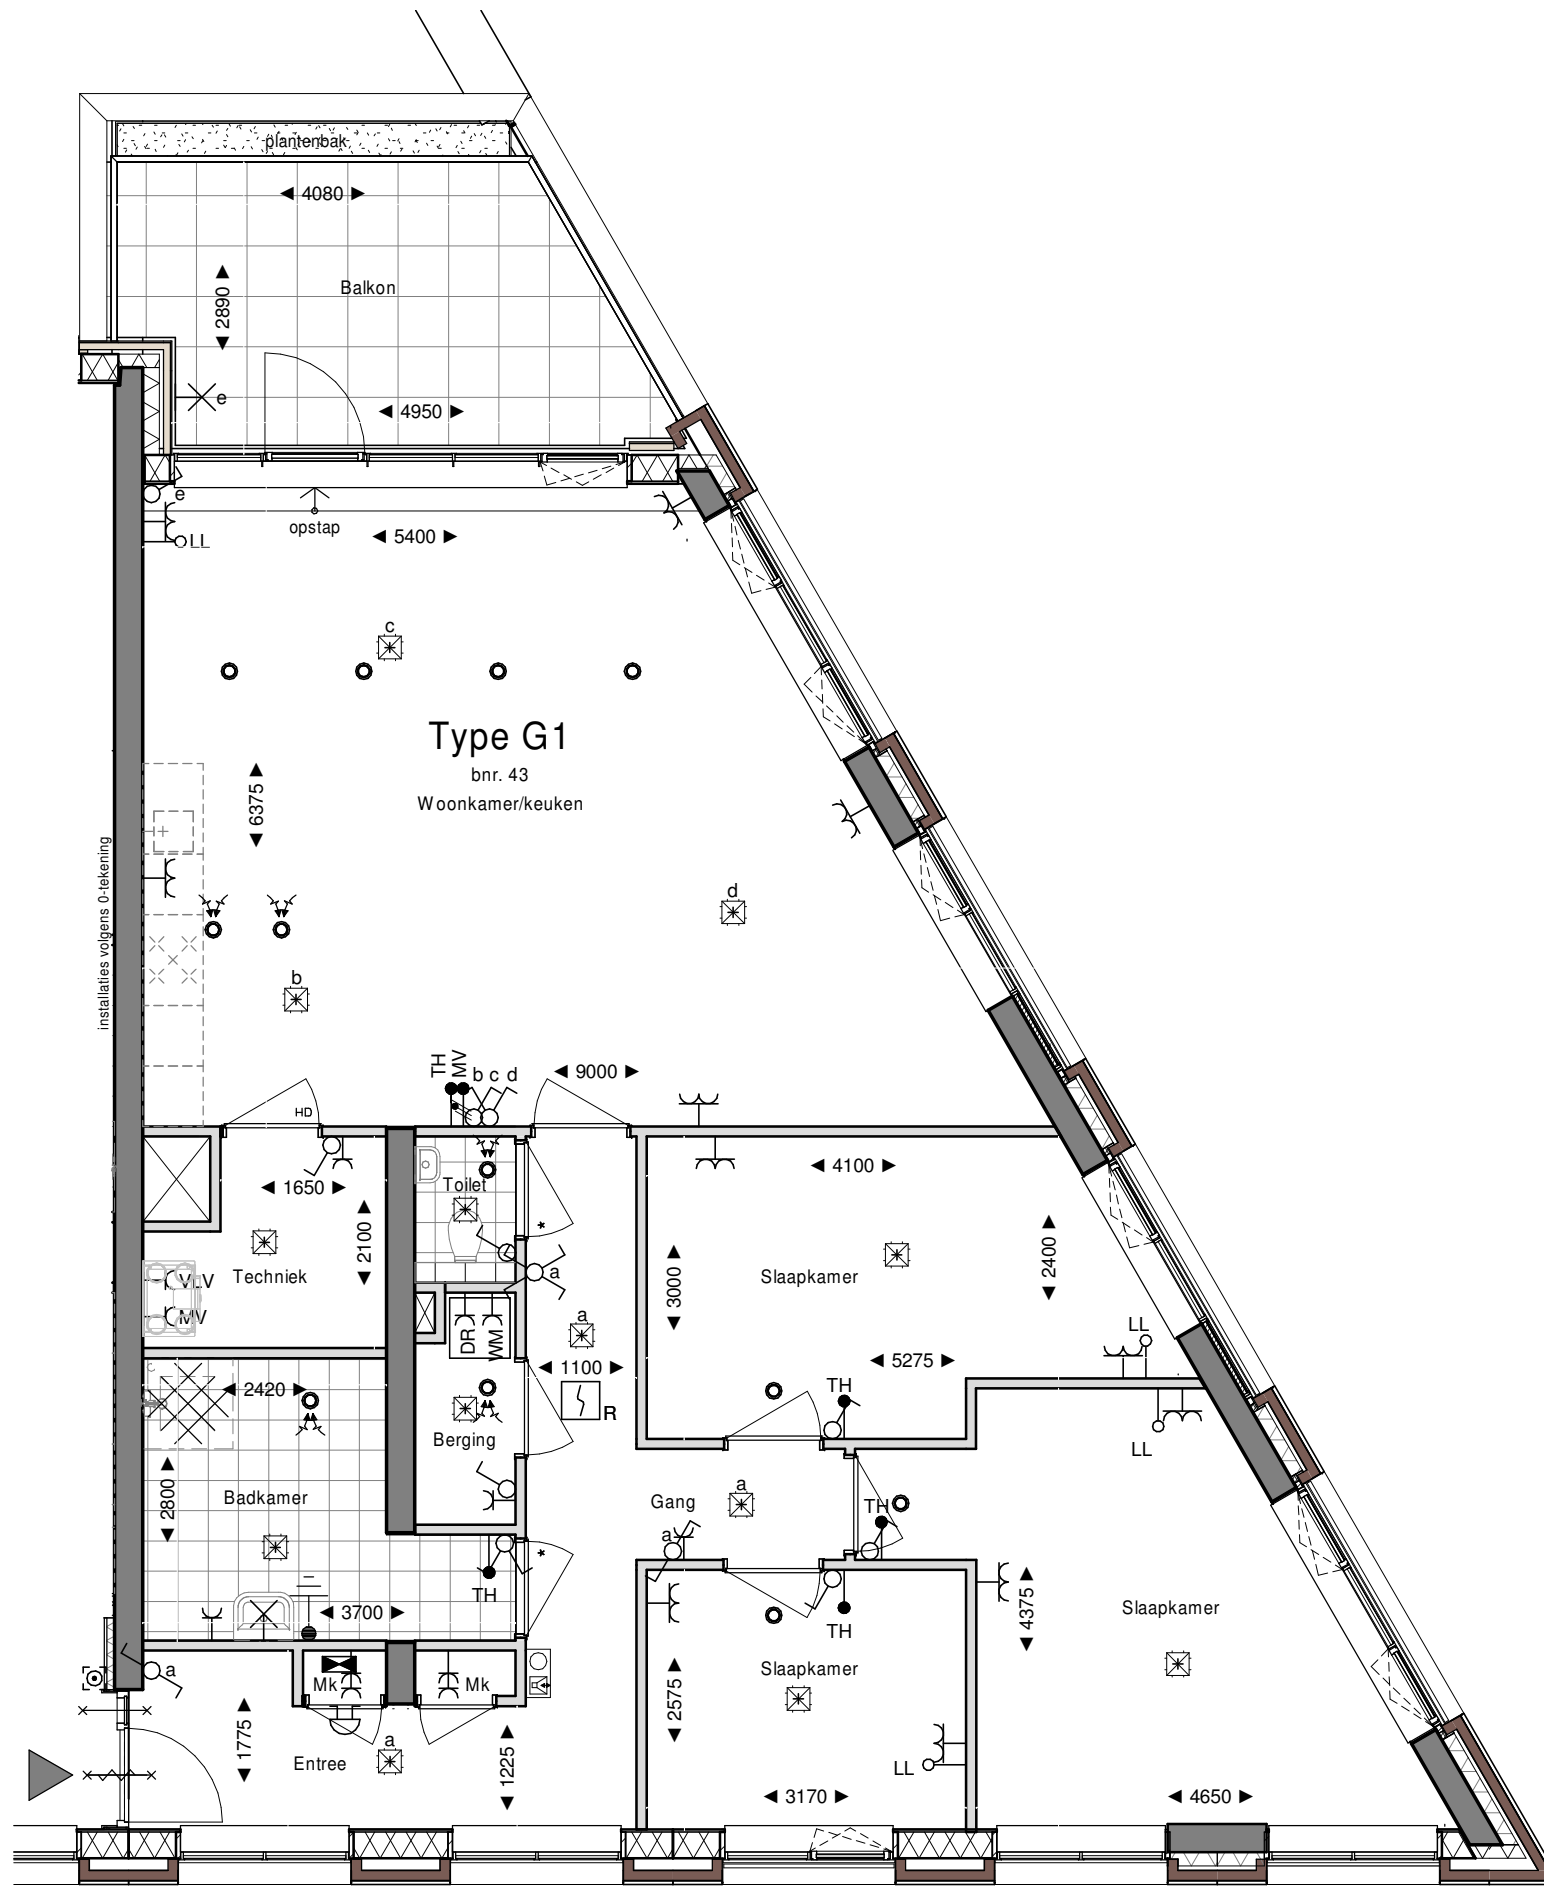 plantenbak
4080
Balkon
2890
e
4950
e
opstap
5400
LL
c
Type G1
bnr. 43
Woonkamer/keuken
6375
installaties volgens 0-tekening
d
b
TH
MV
b c d
9000
HD
1650
Toilet
4100
2100
*
a
3000
2400
Techniek
Slaapkamer
VLV
MV
DR
WM
a
LL
1100
5275
R
TH
2420
Berging
LL
2800
Badkamer
Gang
a
a
TH
*
TH
3700
4375
TH
Slaapkamer
a
Mk
Mk
Slaapkamer
2575
1775
Entree
a
1225
LL
3170
4650